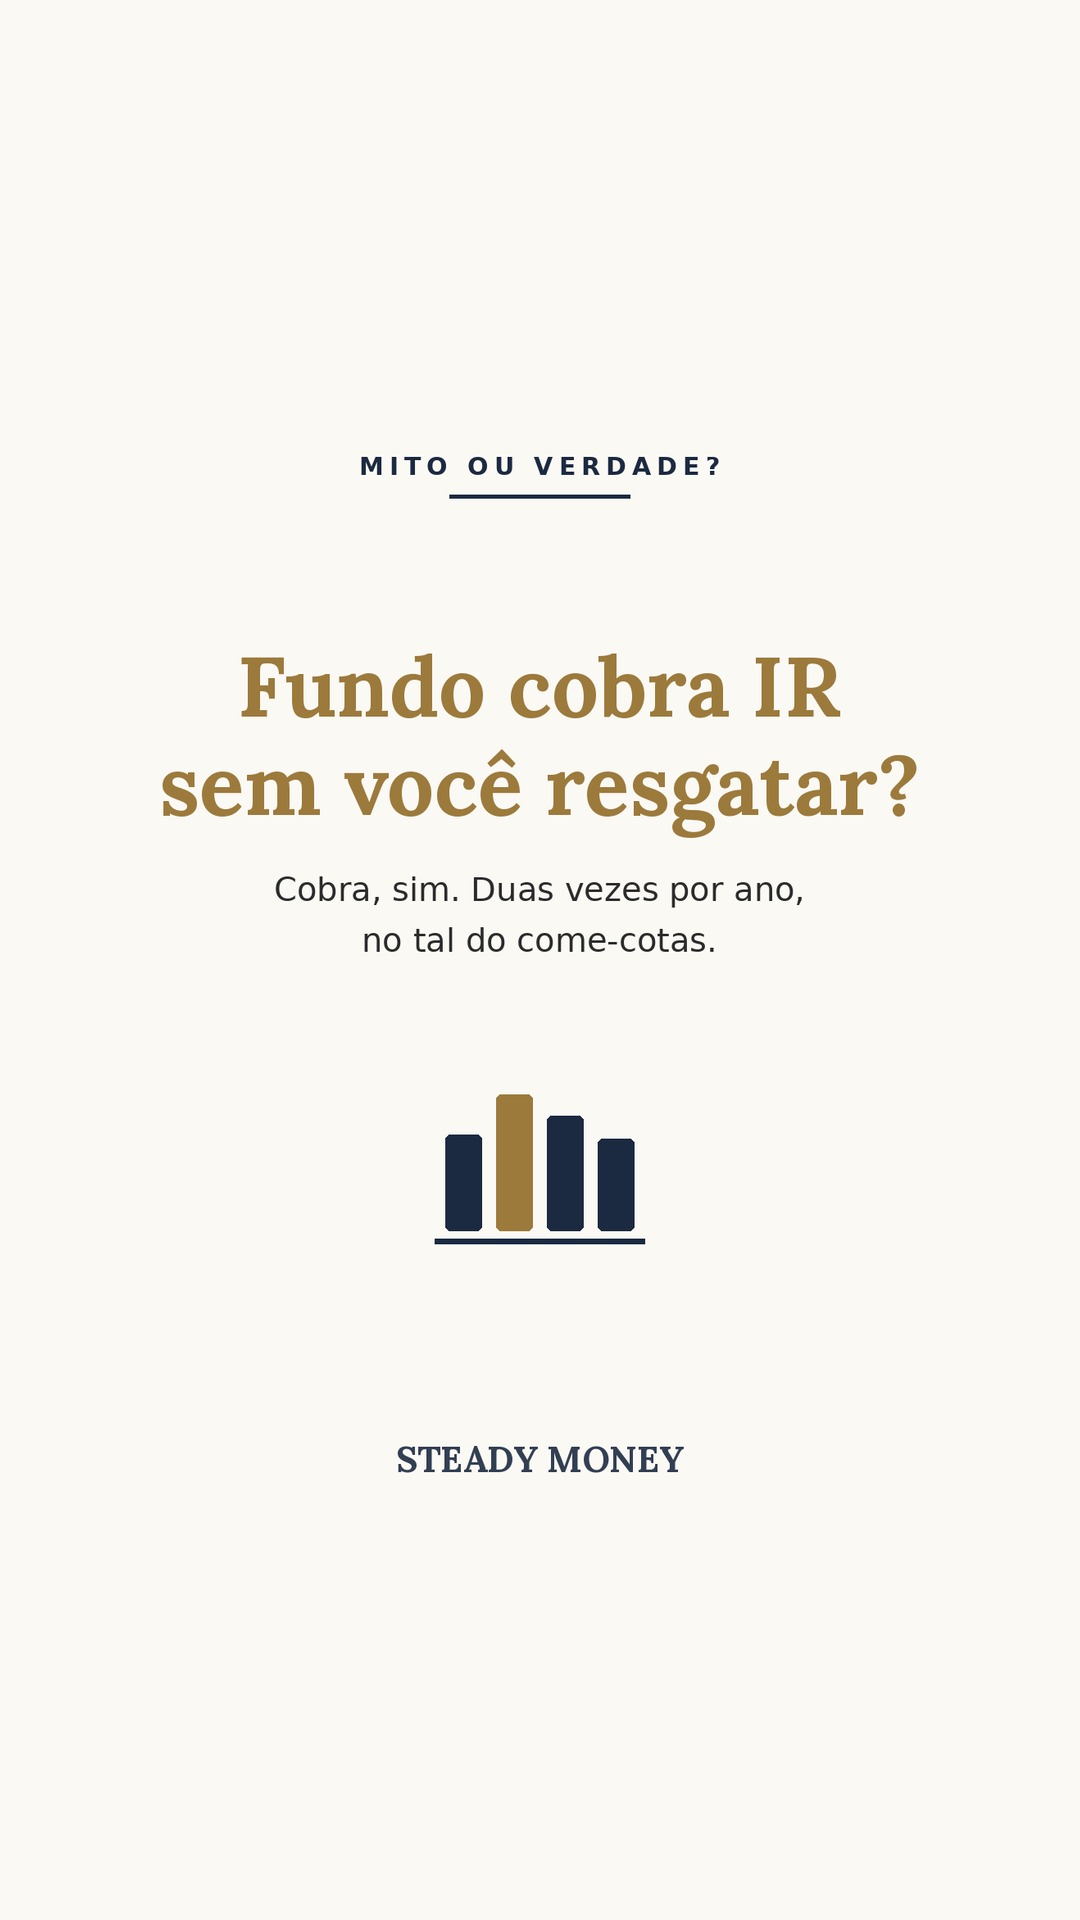 MITO OU VERDADE?
Fundo cobra IR
sem você resgatar?
Cobra, sim. Duas vezes por ano,
no tal do come-cotas.
STEADY MONEY